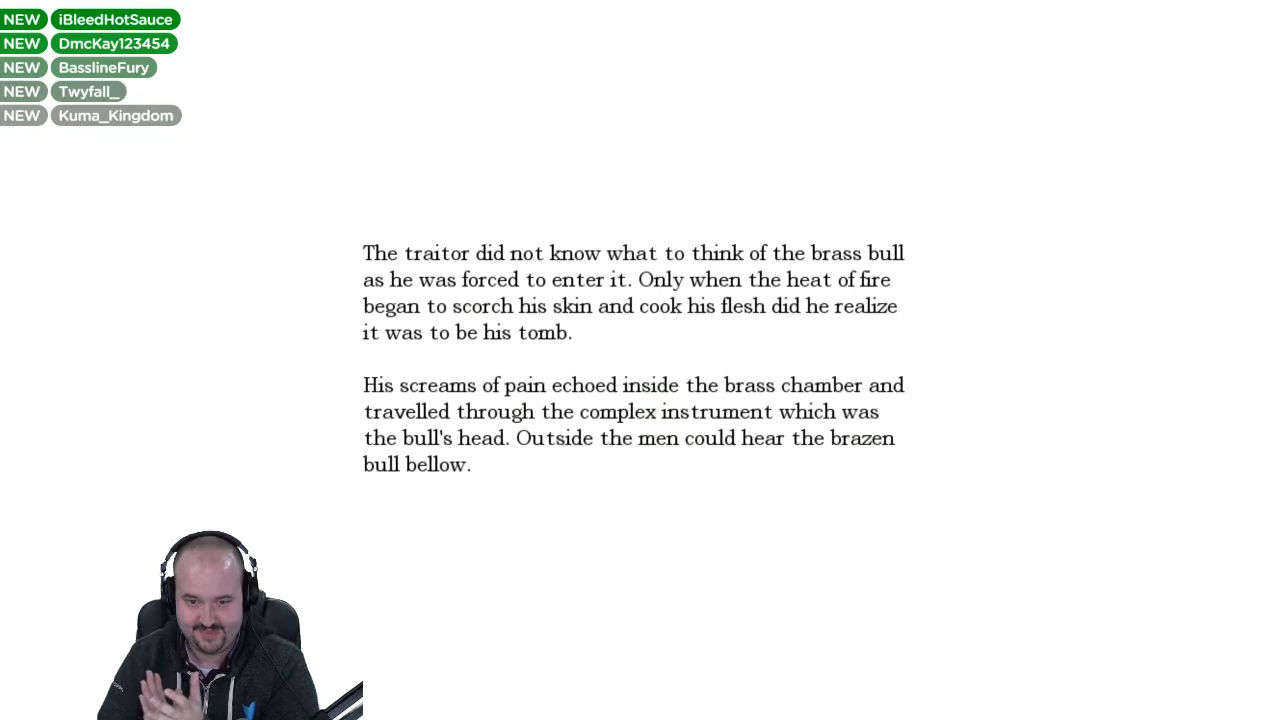 NEW iBleedHotSauce
NEW DmcKay123454
NEW BasslineFury
NEW Twyfall_
NEW Kuma_Kingdom
The traitor did not know what to think of the brass bull
as he was forced to enter it. Only when the heat of fire
began to scorch his skin and cook his flesh did he realize
it was to be his tomb.
His screams of pain echoed inside the brass chamber and
travelled through the complex instrument which was
the bull's head. Outside the men could hear the brazen
bull bellow.